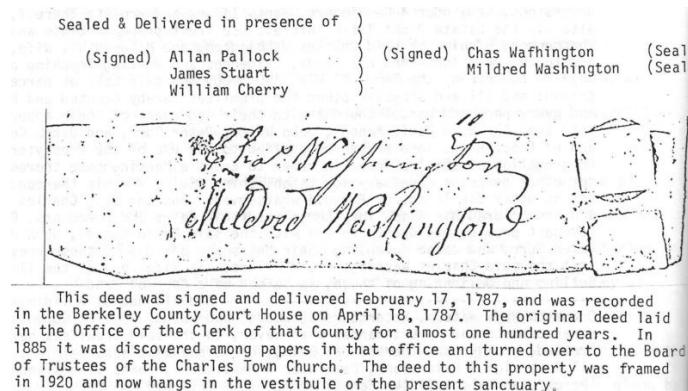 Sealed & Delivered in presence of )
)
(Signed) Allan Pallock ) (Signed) Chas Wafhington (Seal
James Stuart ) Mildred Washington (Seal
William Cherry )
Chas. Washington
Mildred Washington
This deed was signed and delivered February 17, 1787, and was recorded
in the Berkeley County Court House on April 18, 1787. The original deed laid
in the Office of the Clerk of that County for almost one hundred years. In
1885 it was discovered among papers in that office and turned over to the Board
of Trustees of the Charles Town Church. The deed to this property was framed
in 1920 and now hangs in the vestibule of the present sanctuary.